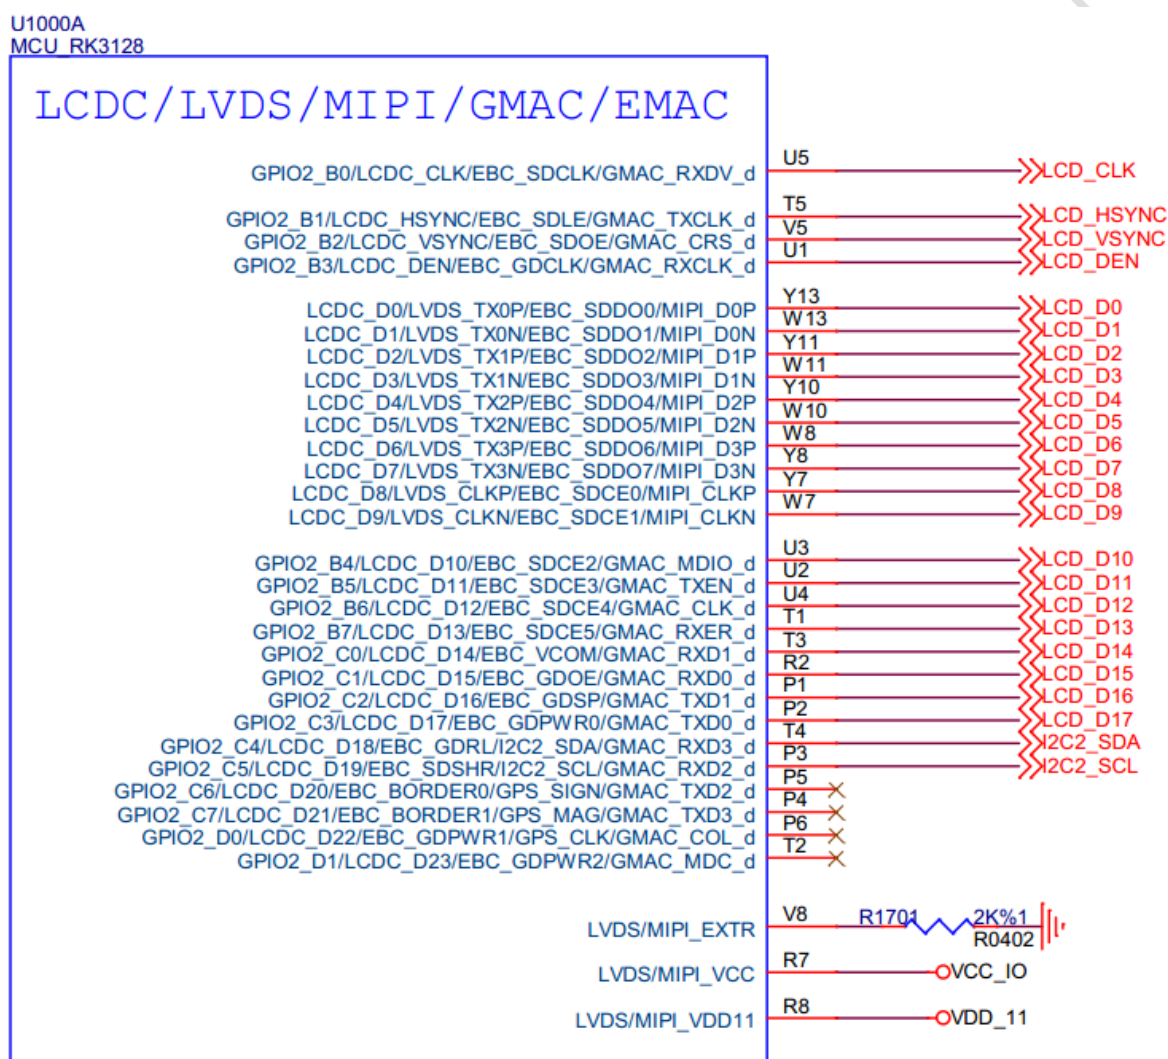 U1000A
MCU_RK3128
LCDC/LVDS/MIPI/GMAC/EMAC
GPIO2_B0/LCDC_CLK/EBC_SDCLK/GMAC_RXDV_d U5 LCD_CLK
GPIO2_B1/LCDC_HSYNC/EBC_SDLE/GMAC_TXCLK_d T5 LCD_HSYNC
GPIO2_B2/LCDC_VSYNC/EBC_SDOE/GMAC_CRS_d V5 LCD_VSYNC
GPIO2_B3/LCDC_DEN/EBC_GDCLK/GMAC_RXCLK_d U1 LCD_DEN
LCDC_D0/LVDS_TX0P/EBC_SDDO0/MIPI_D0P Y13 LCD_D0
LCDC_D1/LVDS_TX0N/EBC_SDDO1/MIPI_D0N W13 LCD_D1
LCDC_D2/LVDS_TX1P/EBC_SDDO2/MIPI_D1P Y11 LCD_D2
LCDC_D3/LVDS_TX1N/EBC_SDDO3/MIPI_D1N W11 LCD_D3
LCDC_D4/LVDS_TX2P/EBC_SDDO4/MIPI_D2P Y10 LCD_D4
LCDC_D5/LVDS_TX2N/EBC_SDDO5/MIPI_D2N W10 LCD_D5
LCDC_D6/LVDS_TX3P/EBC_SDDO6/MIPI_D3P W8 LCD_D6
LCDC_D7/LVDS_TX3N/EBC_SDDO7/MIPI_D3N Y8 LCD_D7
LCDC_D8/LVDS_CLKP/EBC_SDCE0/MIPI_CLKP Y7 LCD_D8
LCDC_D9/LVDS_CLKN/EBC_SDCE1/MIPI_CLKN W7 LCD_D9
GPIO2_B4/LCDC_D10/EBC_SDCE2/GMAC_MDIO_d U3 LCD_D10
GPIO2_B5/LCDC_D11/EBC_SDCE3/GMAC_TXEN_d U2 LCD_D11
GPIO2_B6/LCDC_D12/EBC_SDCE4/GMAC_CLK_d U4 LCD_D12
GPIO2_B7/LCDC_D13/EBC_SDCE5/GMAC_RXER_d T1 LCD_D13
GPIO2_C0/LCDC_D14/EBC_VCOM/GMAC_RXD1_d T3 LCD_D14
GPIO2_C1/LCDC_D15/EBC_GDOE/GMAC_RXD0_d R2 LCD_D15
GPIO2_C2/LCDC_D16/EBC_GDSP/GMAC_TXD1_d P1 LCD_D16
GPIO2_C3/LCDC_D17/EBC_GDPWR0/GMAC_TXD0_d P2 LCD_D17
GPIO2_C4/LCDC_D18/EBC_GDRL/I2C2_SDA/GMAC_RXD3_d T4 I2C2_SDA
GPIO2_C5/LCDC_D19/EBC_SDSHR/I2C2_SCL/GMAC_RXD2_d P3 I2C2_SCL
GPIO2_C6/LCDC_D20/EBC_BORDER0/GPS_SIGN/GMAC_TXD2_d P5
GPIO2_C7/LCDC_D21/EBC_BORDER1/GPS_MAG/GMAC_TXD3_d P4
GPIO2_D0/LCDC_D22/EBC_GDPWR1/GPS_CLK/GMAC_COL_d P6
GPIO2_D1/LCDC_D23/EBC_GDPWR2/GMAC_MDC_d T2
LVDS/MIPI_EXTR V8 R1701 2K%1
R0402
LVDS/MIPI_VCC R7 VCC_IO
LVDS/MIPI_VDD11 R8 VDD_11